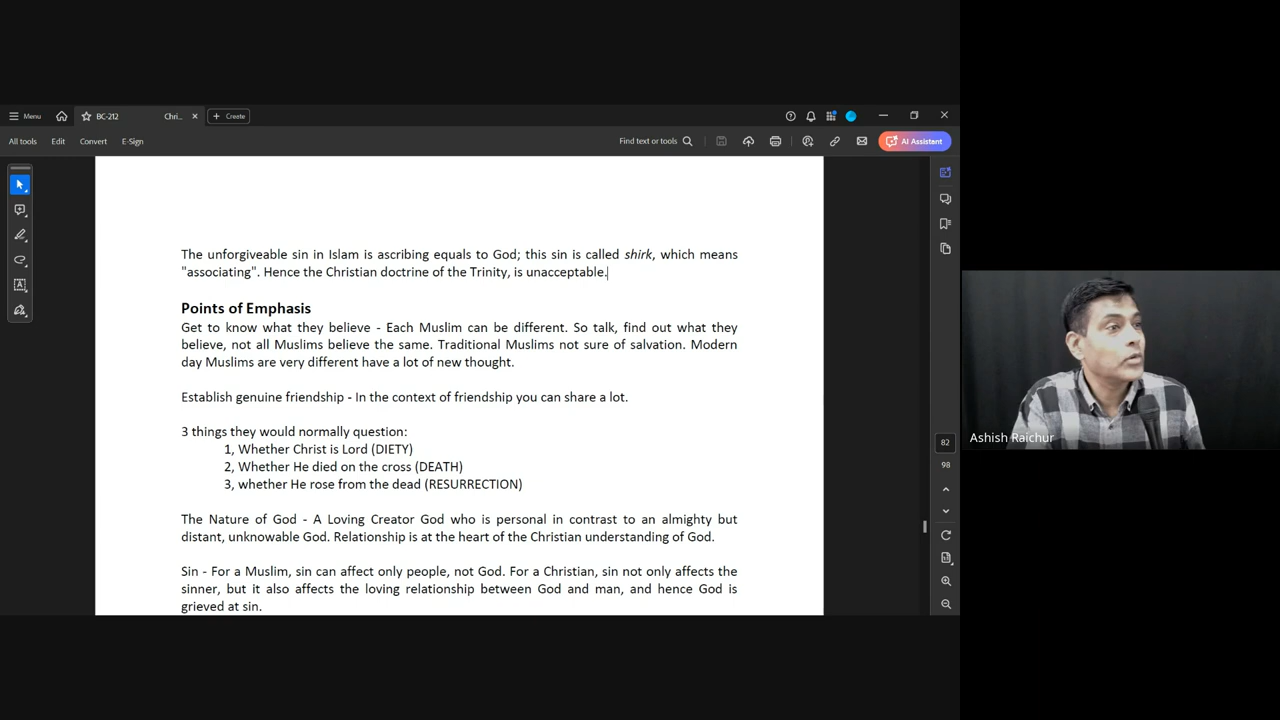 Menu
BC-212
Chri...
Create
All tools
Edit
Convert
E-Sign
Find text or tools
AI Assistant
The unforgiveable sin in Islam is ascribing equals to God; this sin is called shirk, which means
"associating". Hence the Christian doctrine of the Trinity, is unacceptable.
Points of Emphasis
Get to know what they believe - Each Muslim can be different. So talk, find out what they
believe, not all Muslims believe the same. Traditional Muslims not sure of salvation. Modern
day Muslims are very different have a lot of new thought.
Establish genuine friendship - In the context of friendship you can share a lot.
3 things they would normally question:
1, Whether Christ is Lord (DIETY)
2, Whether He died on the cross (DEATH)
3, whether He rose from the dead (RESURRECTION)
The Nature of God - A Loving Creator God who is personal in contrast to an almighty but
distant, unknowable God. Relationship is at the heart of the Christian understanding of God.
Sin - For a Muslim, sin can affect only people, not God. For a Christian, sin not only affects the
sinner, but it also affects the loving relationship between God and man, and hence God is
grieved at sin.
82
98
Ashish Raichur